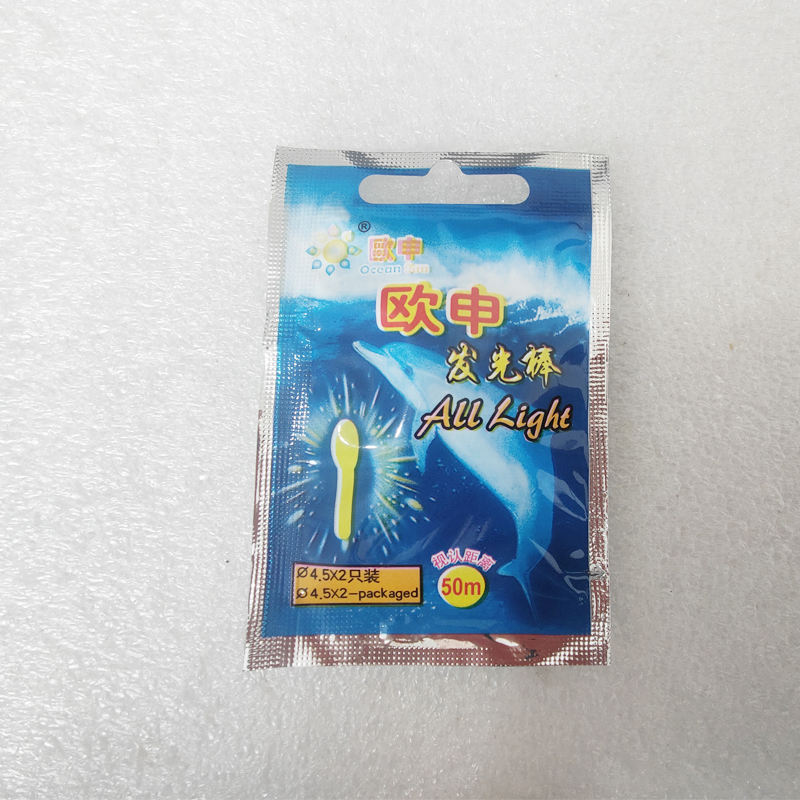 ®
歐申
Ocean Sun
欧申
发光棒
All Light
视认距离
50m
Ø4.5X2只装
Ø4.5X2-packaged